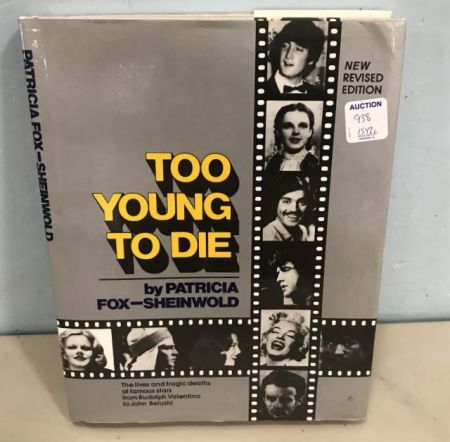 PATRICIA FOX—SHEINWOLD
NEW
REVISED
EDITION
AUCTION
938
TOO
YOUNG
TO DIE
by PATRICIA
FOX—SHEINWOLD
The lives and tragic deaths
of famous stars
from Rudolph Valentino
to John Belushi